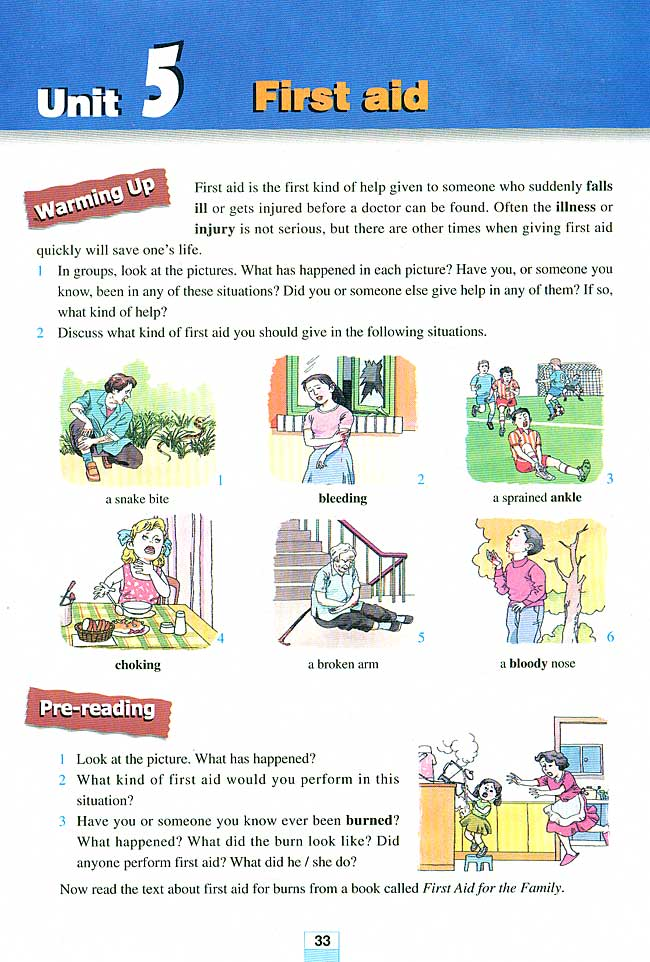 Unit 5 First aid
Warming Up
First aid is the first kind of help given to someone who suddenly falls
ill or gets injured before a doctor can be found. Often the illness or
injury is not serious, but there are other times when giving first aid
quickly will save one's life.
1 In groups, look at the pictures. What has happened in each picture? Have you, or someone you
know, been in any of these situations? Did you or someone else give help in any of them? If so,
what kind of help?
2 Discuss what kind of first aid you should give in the following situations.
1
2
3
a snake bite
bleeding
a sprained ankle
4
5
6
choking
a broken arm
a bloody nose
Pre-reading
1 Look at the picture. What has happened?
2 What kind of first aid would you perform in this
situation?
3 Have you or someone you know ever been burned?
What happened? What did the burn look like? Did
anyone perform first aid? What did he / she do?
Now read the text about first aid for burns from a book called First Aid for the Family.
33